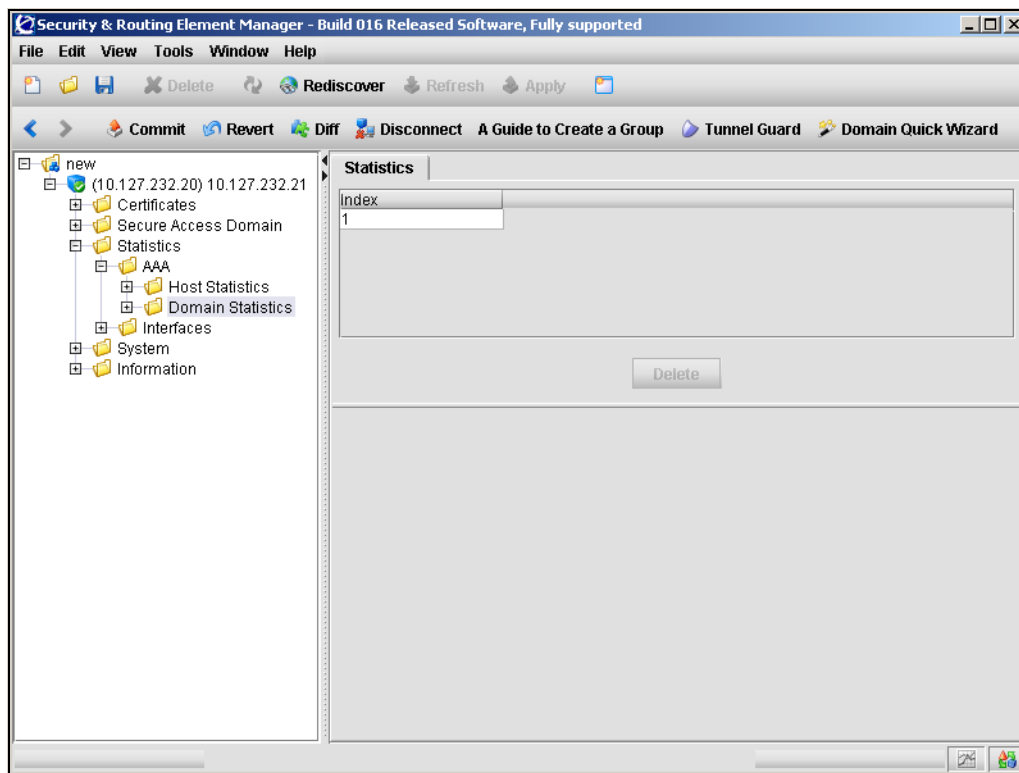 Security & Routing Element Manager - Build 016 Released Software, Fully supported
File Edit View Tools Window Help
Delete Rediscover Refresh Apply
Commit Revert Diff Disconnect A Guide to Create a Group Tunnel Guard Domain Quick Wizard
new
(10.127.232.20) 10.127.232.21
Certificates
Secure Access Domain
Statistics
AAA
Host Statistics
Domain Statistics
Interfaces
System
Information
Statistics
Index
1
Delete